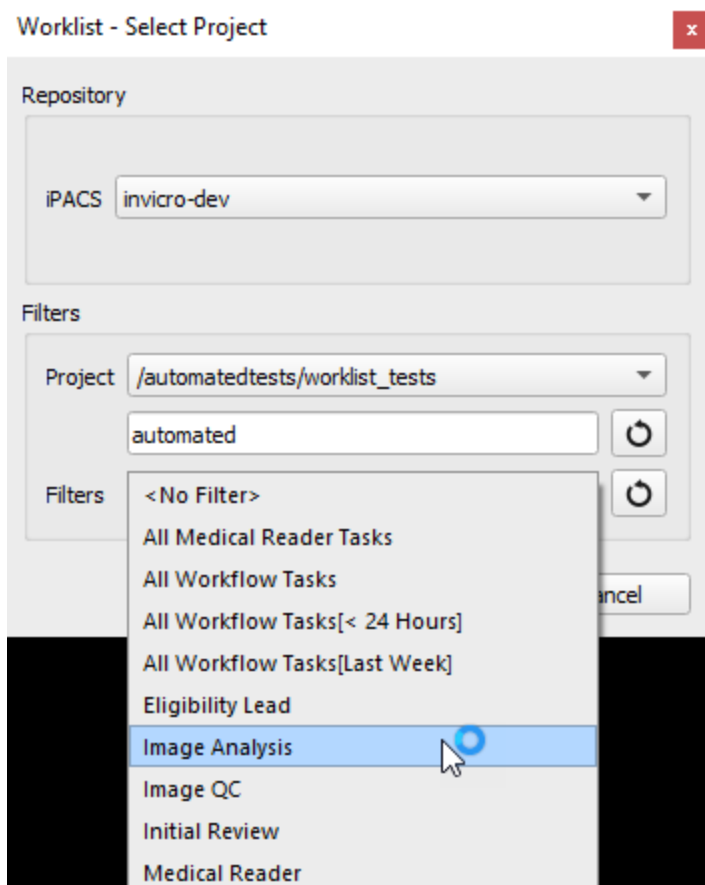 Worklist - Select Project
x
Repository
iPACS invicro-dev
Filters
Project /automatedtests/worklist_tests
automated
Filters <No Filter>
All Medical Reader Tasks
All Workflow Tasks
All Workflow Tasks[< 24 Hours]
ancel
All Workflow Tasks[Last Week]
Eligibility Lead
Image Analysis
Image QC
Initial Review
Medical Reader